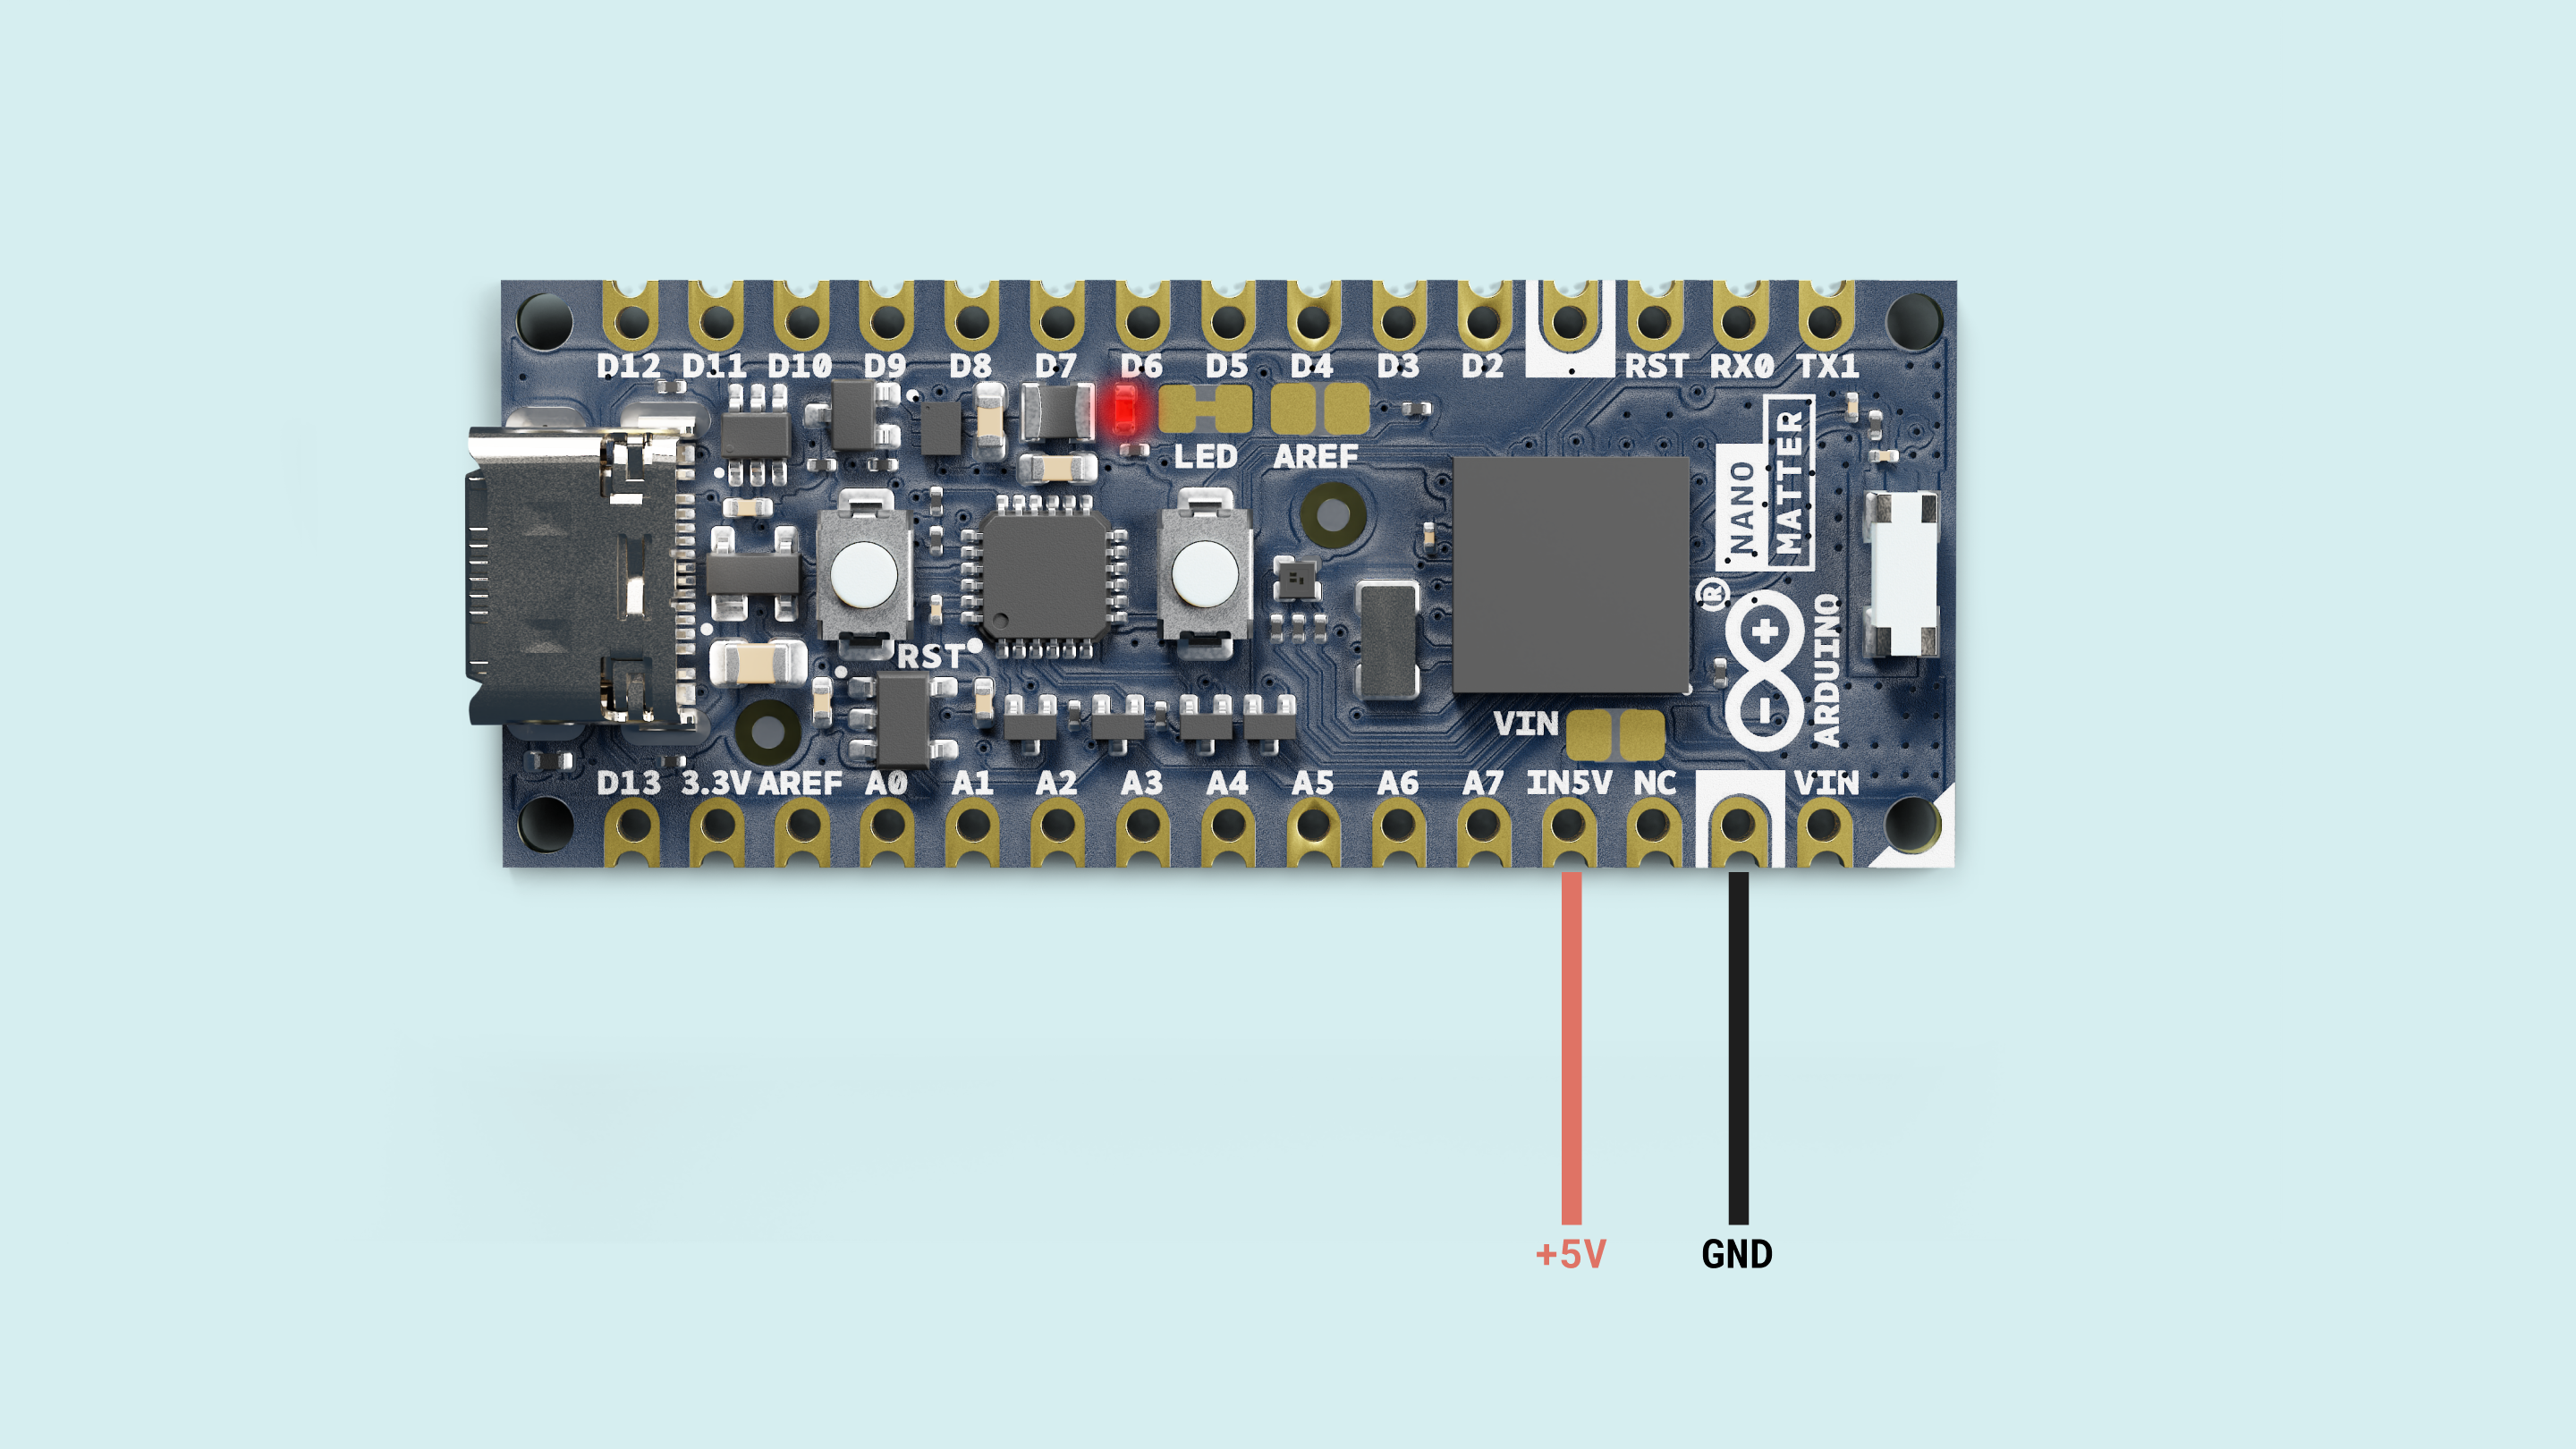 D12 D11 D10 D9 D8 D7 D6 D5 D4 D3 D2 RST RX0 TX1
LED AREF
NANO
MATTER
RST
®
ARDUINO
VIN
D13 3.3V AREF A0 A1 A2 A3 A4 A5 A6 A7 IN5V NC VIN
+5V GND